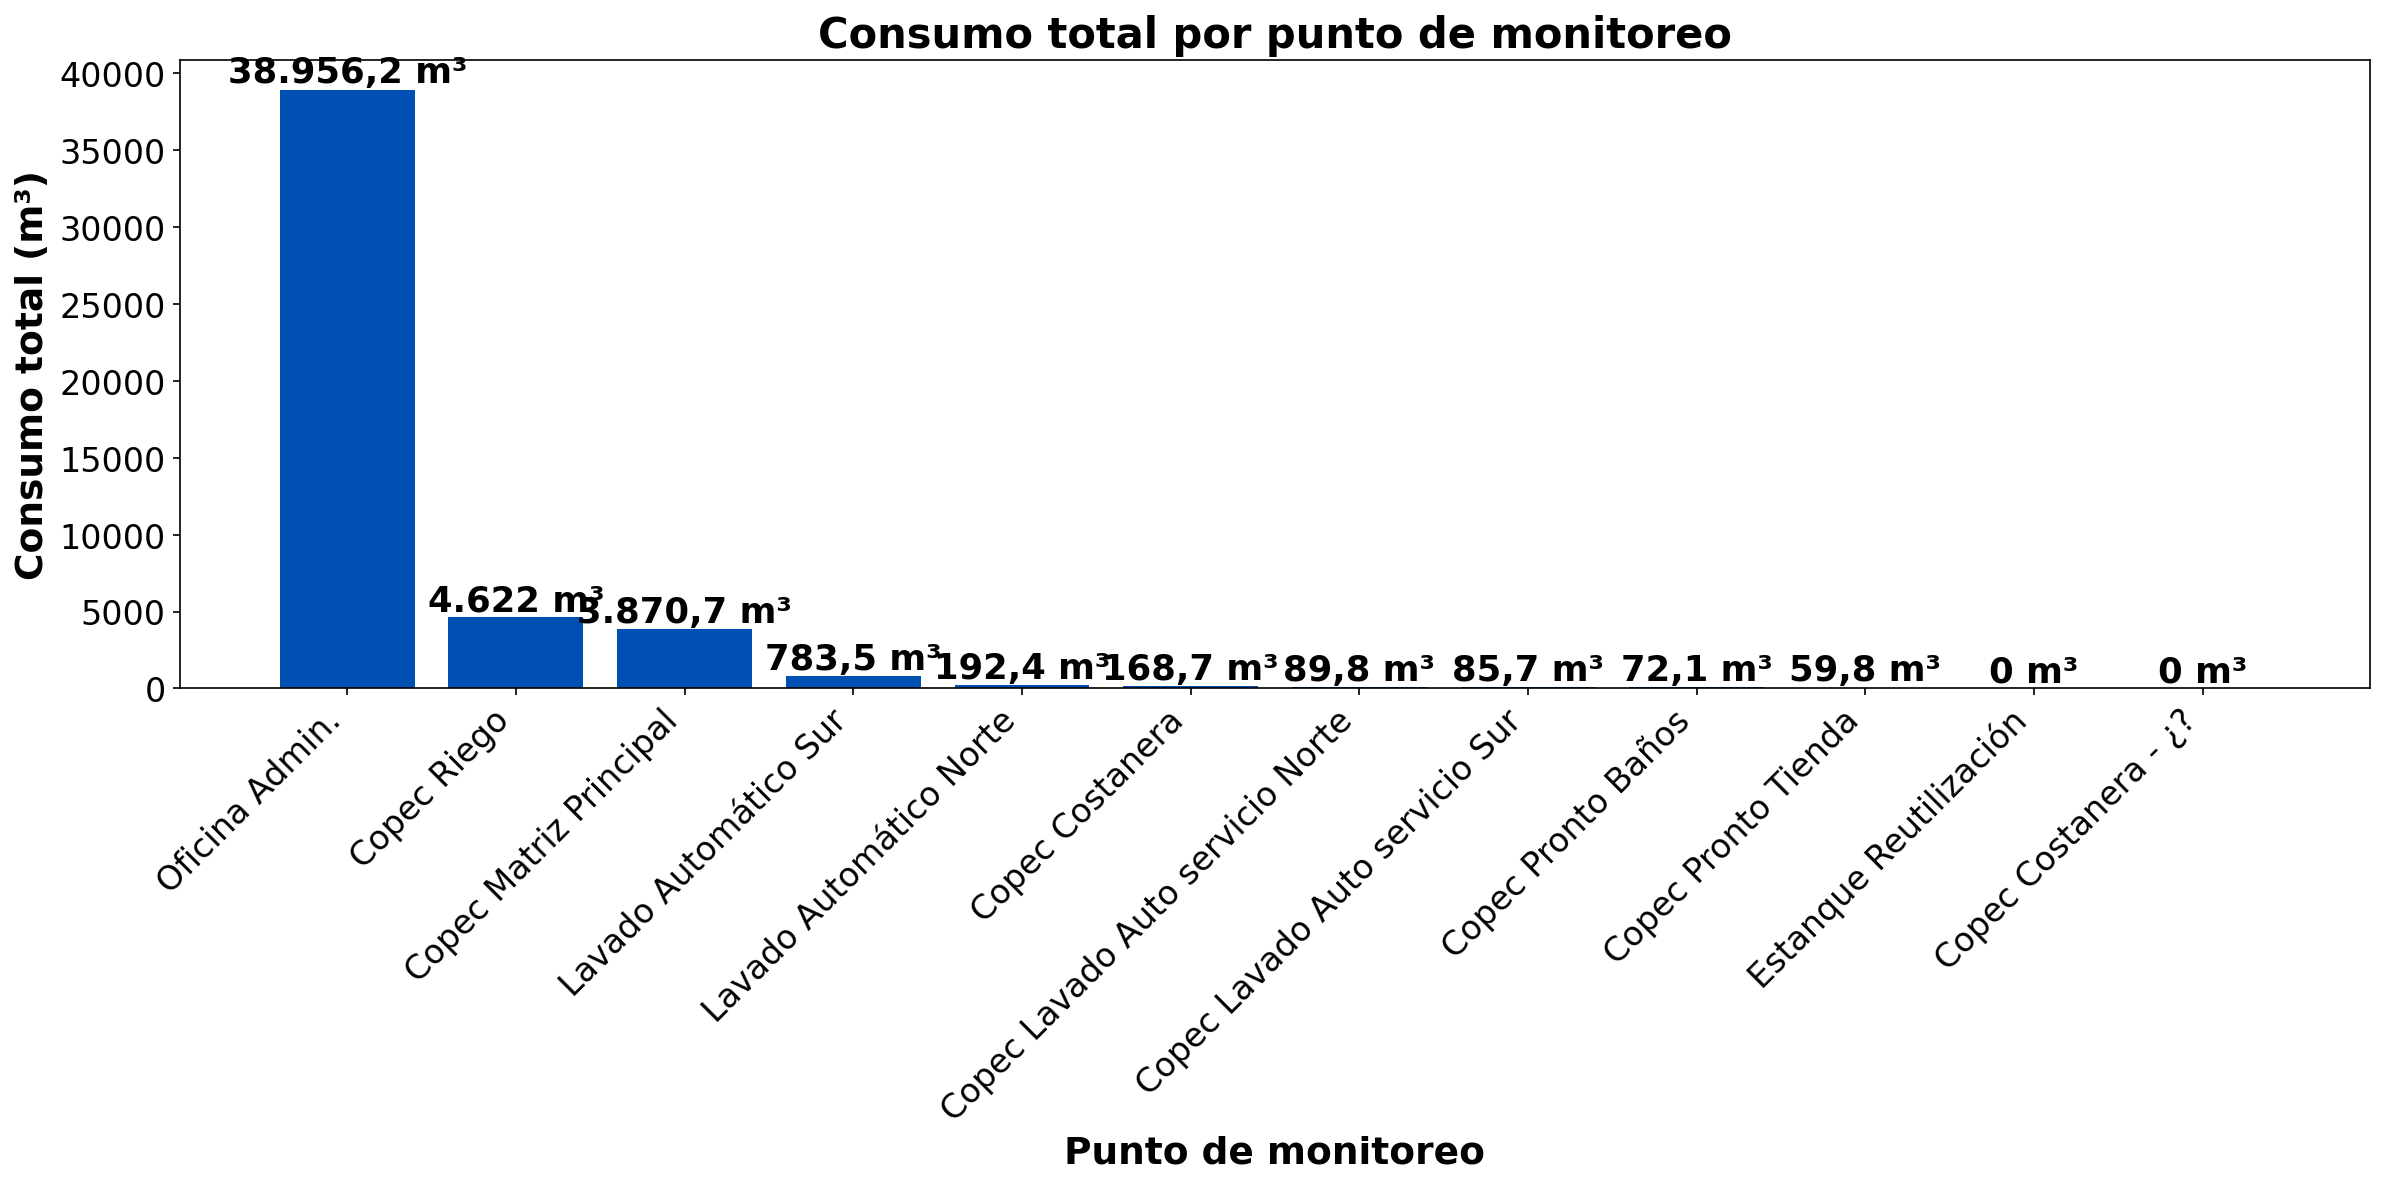 Consumo total por punto de monitoreo
Consumo total (m³)
40000
35000
30000
25000
20000
15000
10000
5000
0
38.956,2 m³
4.622 m³
3.870,7 m³
783,5 m³
192,4 m³
168,7 m³
89,8 m³
85,7 m³
72,1 m³
59,8 m³
0 m³
0 m³
Oficina Admin.
Copec Riego
Copec Matriz Principal
Lavado Automático Sur
Lavado Automático Norte
Copec Costanera
Copec Lavado Auto servicio Norte
Copec Lavado Auto servicio Sur
Copec Pronto Baños
Copec Pronto Tienda
Estanque Reutilización
Copec Costanera - ¿?
Punto de monitoreo